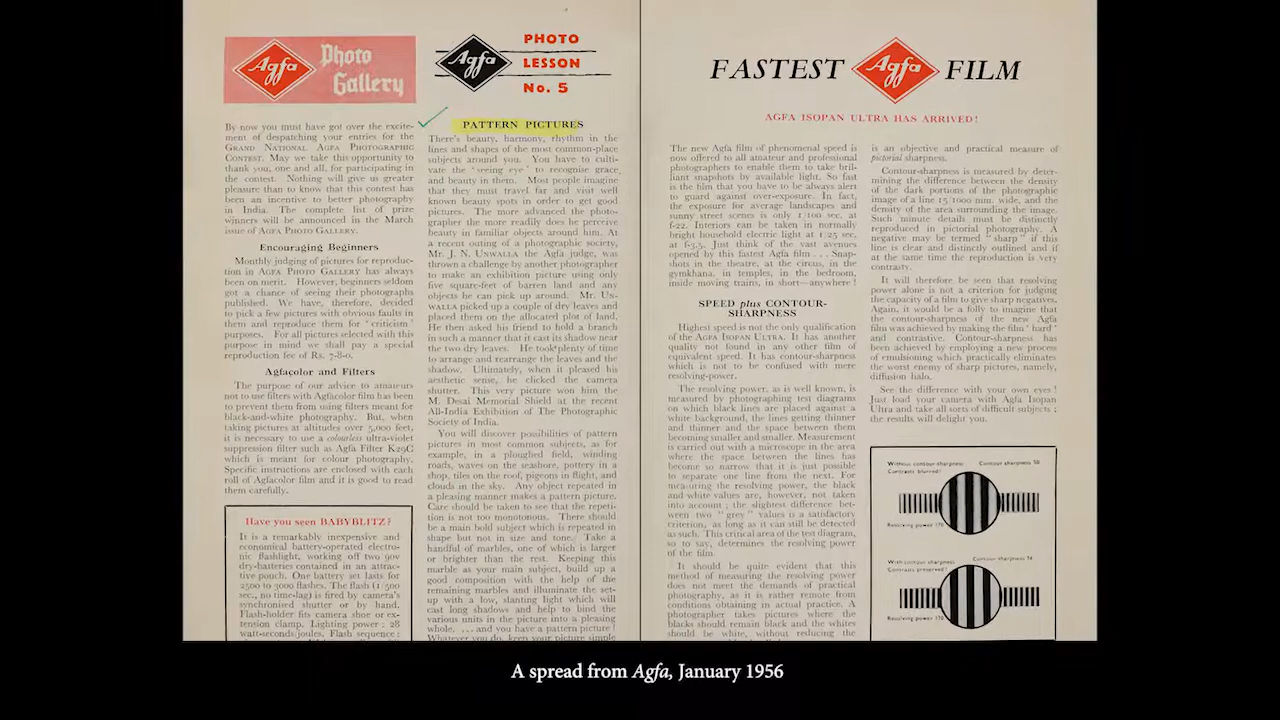 Agfa
Photo
Gallery
By now you must have got over the excite-
ment of despatching your entries for the
GRAND NATIONAL AGFA PHOTOGRAPHIC
CONTEST. May we take this opportunity to
thank you, one and all, for participating in
the contest. Nothing will give us greater
pleasure than to know that this contest has
been an incentive to better photography
in India. The complete list of prize
winners will be announced in the March
issue of AGFA PHOTO GALLERY.
Encouraging Beginners
Monthly judging of pictures for reproduc-
tion in AGFA PHOTO GALLERY has always
been on merit. However, beginners seldom
got a chance of seeing their photographs
published. We have, therefore, decided
to pick a few pictures with obvious faults in
them and reproduce them for 'criticism'
purposes. For all pictures selected with this
purpose in mind we shall pay a special
reproduction fee of Rs. 7-8-0.
Agfacolor and Filters
The purpose of our advice to amateurs
not to use filters with Agfacolor film has been
to prevent them from using filters meant for
black-and-white photography. But, when
taking pictures at altitudes over 5,000 feet,
it is necessary to use a colourless ultra-violet
suppression filter such as Agfa Filter K29C
which is meant for colour photography.
Specific instructions are enclosed with each
roll of Agfacolor film and it is good to read
them carefully.
Have you seen BABYBLITZ?
It is a remarkably inexpensive and
economical battery-operated electro-
nic flashlight, working off two 90v
dry-batteries contained in an attrac-
tive pouch. One battery set lasts for
2500 to 3000 flashes. The flash (1/500
sec., no time-lag) is fired by camera's
synchronised shutter or by hand.
Flash-holder fits camera shoe or ex-
tension clamp. Lighting power: 28
watt-seconds/joules. Flash sequence:
Agfa
PHOTO
LESSON
No. 5
PATTERN PICTURES
There's beauty, harmony, rhythm in the
lines and shapes of the most common-place
subjects around you. You have to culti-
vate the 'seeing eye' to recognise grace
and beauty in them. Most people imagine
that they must travel far and visit well
known beauty spots in order to get good
pictures. The more advanced the photo-
grapher the more readily does he perceive
beauty in familiar objects around him. At
a recent outing of a photographic society,
Mr. J. N. UNWALLA the Agfa judge, was
thrown a challenge by another photographer
to make an exhibition picture using only
five square-feet of barren land and any
objects he can pick up around. Mr. UN-
WALLA picked up a couple of dry leaves and
placed them on the allocated plot of land.
He then asked his friend to hold a branch
in such a manner that it cast its shadow near
the two dry leaves. He took plenty of time
to arrange and rearrange the leaves and the
shadow. Ultimately, when it pleased his
aesthetic sense, he clicked the camera
shutter. This very picture won him the
M. Desai Memorial Shield at the recent
All-India Exhibition of The Photographic
Society of India.
You will discover possibilities of pattern
pictures in most common subjects, as for
example, in a ploughed field, winding
roads, waves on the seashore, pottery in a
shop, tiles on the roof, pigeons in flight, and
clouds in the sky. Any object repeated in
a pleasing manner makes a pattern picture.
Care should be taken to see that the repeti-
tion is not too monotonous. There should
be a main bold subject which is repeated in
shape but not in size and tone. Take a
handful of marbles, one of which is larger
or brighter than the rest. Keeping this
marble as your main subject, build up a
good composition with the help of the
remaining marbles and illuminate the set-
up with a low, slanting light which will
cast long shadows and help to bind the
various units in the picture into a pleasing
whole. ... and you have a pattern picture!
Whatever you do, keep your picture simple
FASTEST Agfa FILM
AGFA ISOPAN ULTRA HAS ARRIVED!
The new Agfa film of phenomenal speed is
now offered to all amateur and professional
photographers to enable them to take bril-
liant snapshots by available light. So fast
is the film that you have to be always alert
to guard against over-exposure. In fact,
the exposure for average landscapes and
sunny street scenes is only 1/100 sec. at
f-22. Interiors can be taken in normally
bright household electric light at 1/25 sec.
at f-3.5. Just think of the vast avenues
opened by this fastest Agfa film ... Snap-
shots in the theatre, at the circus, in the
gymkhana, in temples, in the bedroom,
inside moving trains, in short—anywhere!
SPEED plus CONTOUR-
SHARPNESS
Highest speed is not the only qualification
of the AGFA ISOPAN ULTRA. It has another
quality not found in any other film of
equivalent speed. It has contour-sharpness
which is not to be confused with mere
resolving-power.
The resolving power, as is well known, is
measured by photographing test diagrams
on which black lines are placed against a
white background, the lines getting thinner
and thinner and the space between them
becoming smaller and smaller. Measurement
is carried out with a microscope in the area
where the space between the lines has
become so narrow that it is just possible
to separate one line from the next. For
measuring the resolving power, the black
and white values are, however, not taken
into account; the slightest difference bet-
ween two "grey" values is a satisfactory
criterion, as long as it can still be detected
as such. This critical area of the test diagram,
so to say, determines the resolving power
of the film.
It should be quite evident that this
method of measuring the resolving power
does not meet the demands of practical
photography, as it is rather remote from
conditions obtaining in actual practice. A
photographer takes pictures where the
blacks should remain black and the whites
should be white, without reducing the
is an objective and practical measure of
pictorial sharpness.
Contour-sharpness is measured by deter-
mining the difference between the density
of the dark portions of the photographic
image of a line 15/1000 mm. wide, and the
density of the area surrounding the image.
Such minute details must be distinctly
reproduced in pictorial photography. A
negative may be termed "sharp" if this
line is clear and distinctly outlined and if
at the same time the reproduction is very
contrasty.
It will therefore be seen that resolving
power alone is not a criterion for judging
the capacity of a film to give sharp negatives.
Again, it would be a folly to imagine that
the contour-sharpness of the new Agfa
film was achieved by making the film 'hard'
and contrastive. Contour-sharpness has
been achieved by employing a new process
of emulsioning which practically eliminates
the worst enemy of sharp pictures, namely,
diffusion halo.
See the difference with your own eyes!
Just load your camera with Agfa Isopan
Ultra and take all sorts of difficult subjects;
the results will delight you.
Without contour-sharpness Contour sharpness 50
Contrasts blurred!
Resolving power 170
Contour sharpness 74
With contour-sharpness
Contrasts preserved!
Resolving power 170
A spread from Agfa, January 1956